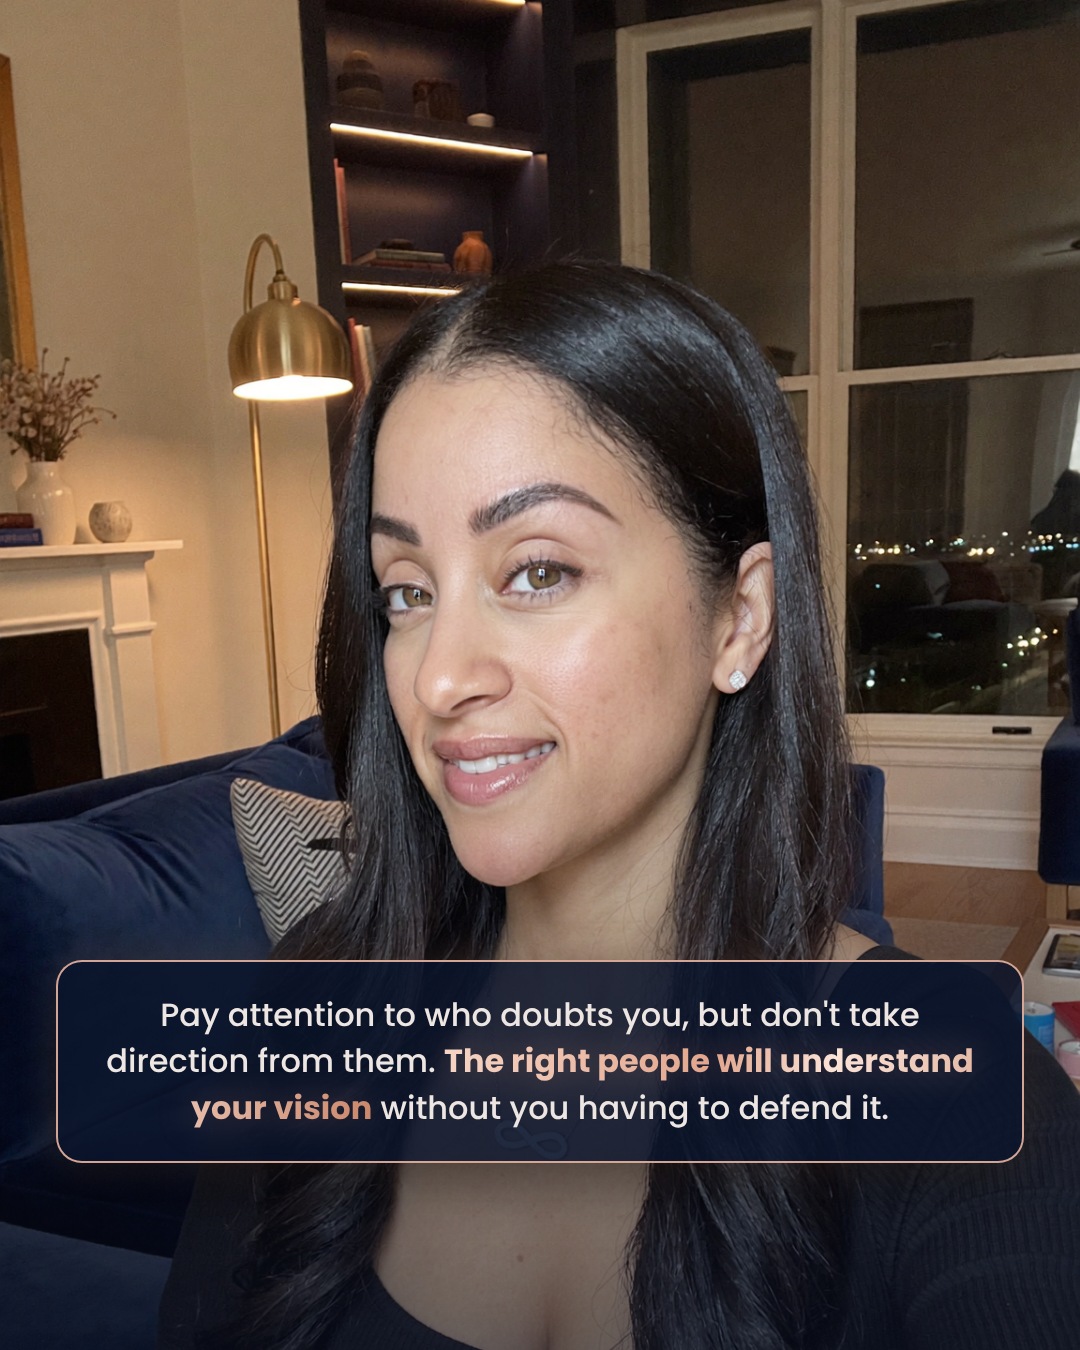 Pay attention to who doubts you, but don't take
direction from them. The right people will understand
your vision without you having to defend it.